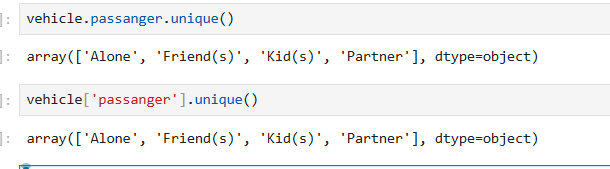 ]: vehicle.passanger.unique()
]: array(['Alone', 'Friend(s)', 'Kid(s)', 'Partner'], dtype=object)
]: vehicle['passanger'].unique()
]: array(['Alone', 'Friend(s)', 'Kid(s)', 'Partner'], dtype=object)